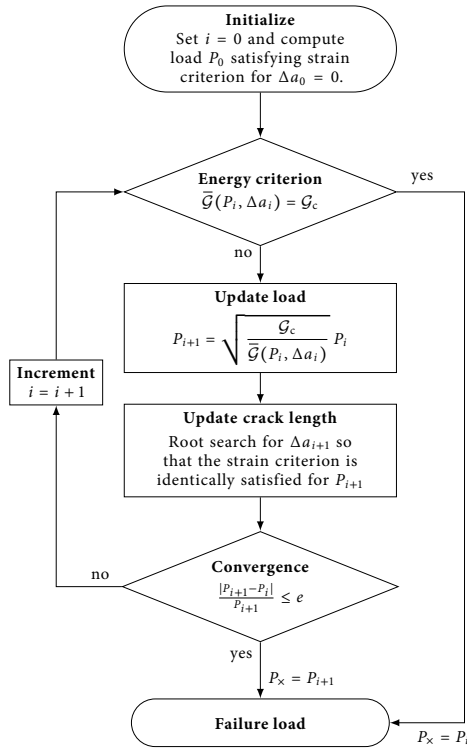 Initialize
Set i = 0 and compute
load P₀ satisfying strain
criterion for Δa₀ = 0.
Energy criterion
𝒢̅(Pᵢ, Δaᵢ) = 𝒢c
yes
no
Update load
Pᵢ₊₁ = √(𝒢c / 𝒢̅(Pᵢ, Δaᵢ)) Pᵢ
Increment
i = i + 1
Update crack length
Root search for Δaᵢ₊₁ so
that the strain criterion is
identically satisfied for Pᵢ₊₁
Convergence
|Pᵢ₊₁−Pᵢ| / Pᵢ₊₁ ≤ e
no
yes
P× = Pᵢ₊₁
Failure load
P× = Pᵢ